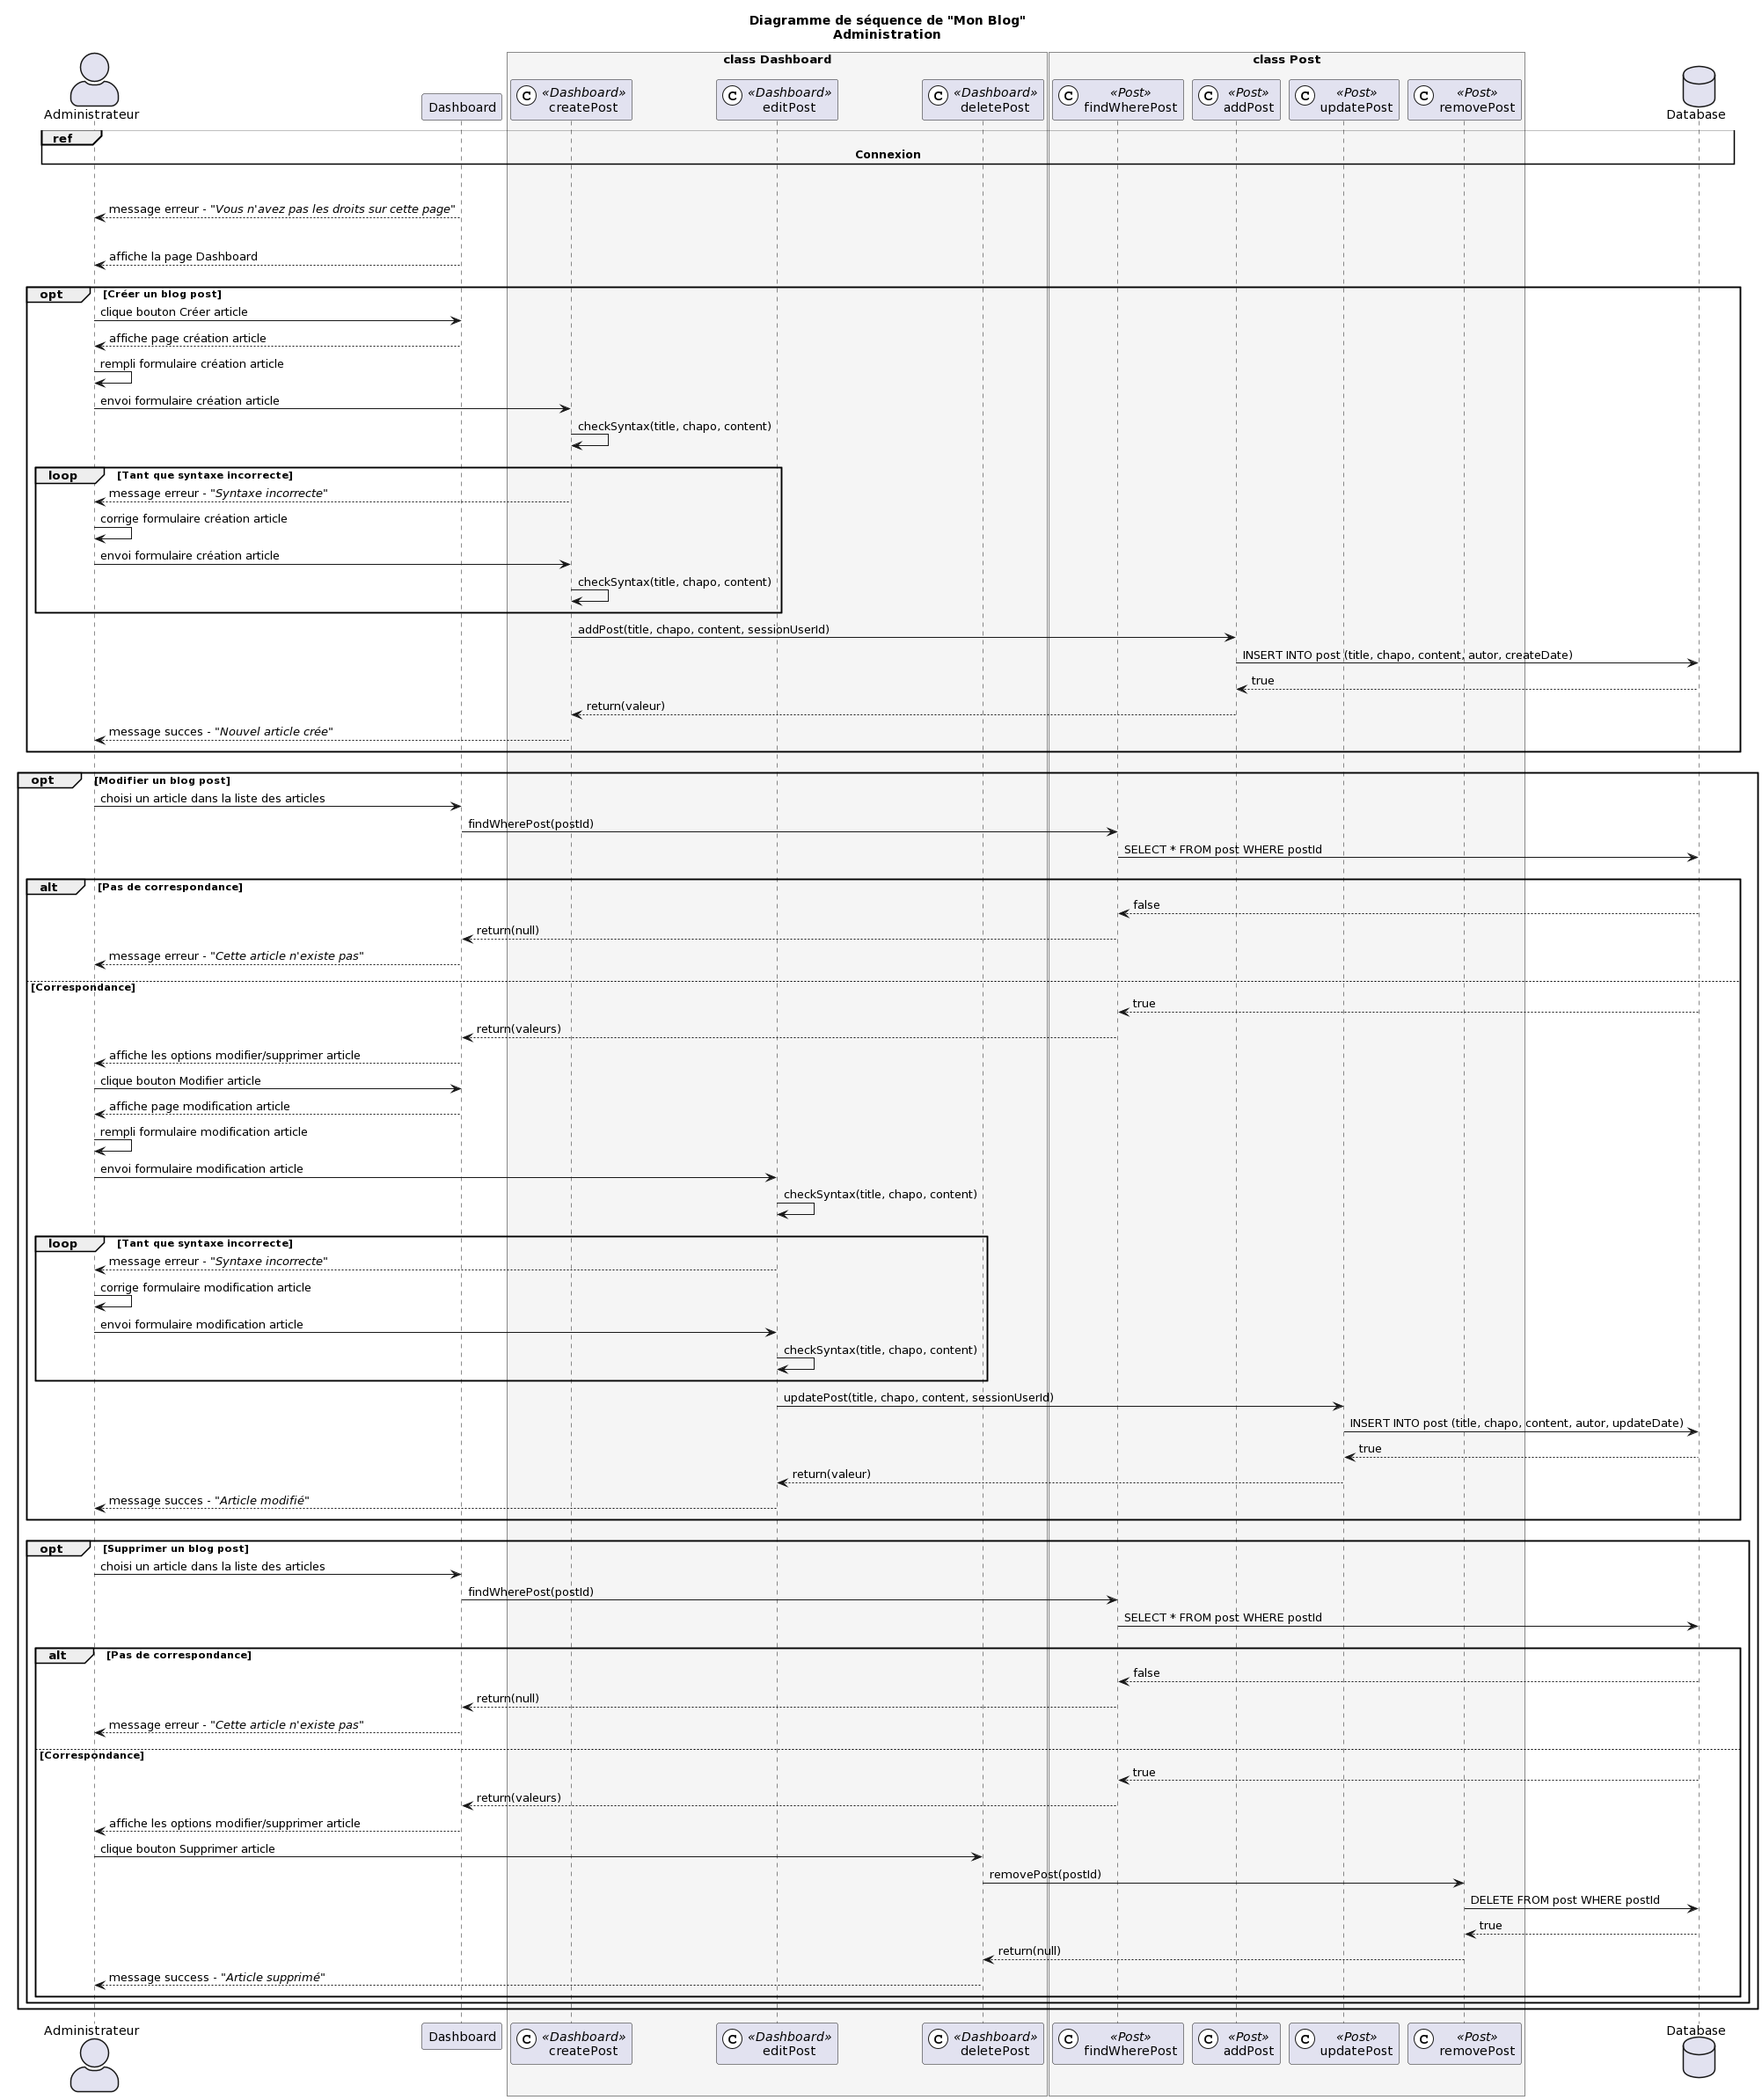 Diagramme de séquence de "Mon Blog"
Administration
class Dashboard
class Post
Administrateur
Dashboard
C «Dashboard»
createPost
C «Dashboard»
editPost
C «Dashboard»
deletePost
C «Post»
findWherePost
C «Post»
addPost
C «Post»
updatePost
C «Post»
removePost
Database
ref
Connexion
message erreur - "Vous n'avez pas les droits sur cette page"
affiche la page Dashboard
opt [Créer un blog post]
clique bouton Créer article
affiche page création article
rempli formulaire création article
envoi formulaire création article
checkSyntax(title, chapo, content)
loop [Tant que syntaxe incorrecte]
message erreur - "Syntaxe incorrecte"
corrige formulaire création article
envoi formulaire création article
checkSyntax(title, chapo, content)
addPost(title, chapo, content, sessionUserId)
INSERT INTO post (title, chapo, content, autor, createDate)
true
return(valeur)
message succes - "Nouvel article crée"
opt [Modifier un blog post]
choisi un article dans la liste des articles
findWherePost(postId)
SELECT * FROM post WHERE postId
alt [Pas de correspondance]
false
return(null)
message erreur - "Cette article n'existe pas"
[Correspondance]
true
return(valeurs)
affiche les options modifier/supprimer article
clique bouton Modifier article
affiche page modification article
rempli formulaire modification article
envoi formulaire modification article
checkSyntax(title, chapo, content)
loop [Tant que syntaxe incorrecte]
message erreur - "Syntaxe incorrecte"
corrige formulaire modification article
envoi formulaire modification article
checkSyntax(title, chapo, content)
updatePost(title, chapo, content, sessionUserId)
INSERT INTO post (title, chapo, content, autor, updateDate)
true
return(valeur)
message succes - "Article modifié"
opt [Supprimer un blog post]
choisi un article dans la liste des articles
findWherePost(postId)
SELECT * FROM post WHERE postId
alt [Pas de correspondance]
false
return(null)
message erreur - "Cette article n'existe pas"
[Correspondance]
true
return(valeurs)
affiche les options modifier/supprimer article
clique bouton Supprimer article
removePost(postId)
DELETE FROM post WHERE postId
true
return(null)
message success - "Article supprimé"
Administrateur
Dashboard
C «Dashboard»
createPost
C «Dashboard»
editPost
C «Dashboard»
deletePost
C «Post»
findWherePost
C «Post»
addPost
C «Post»
updatePost
C «Post»
removePost
Database